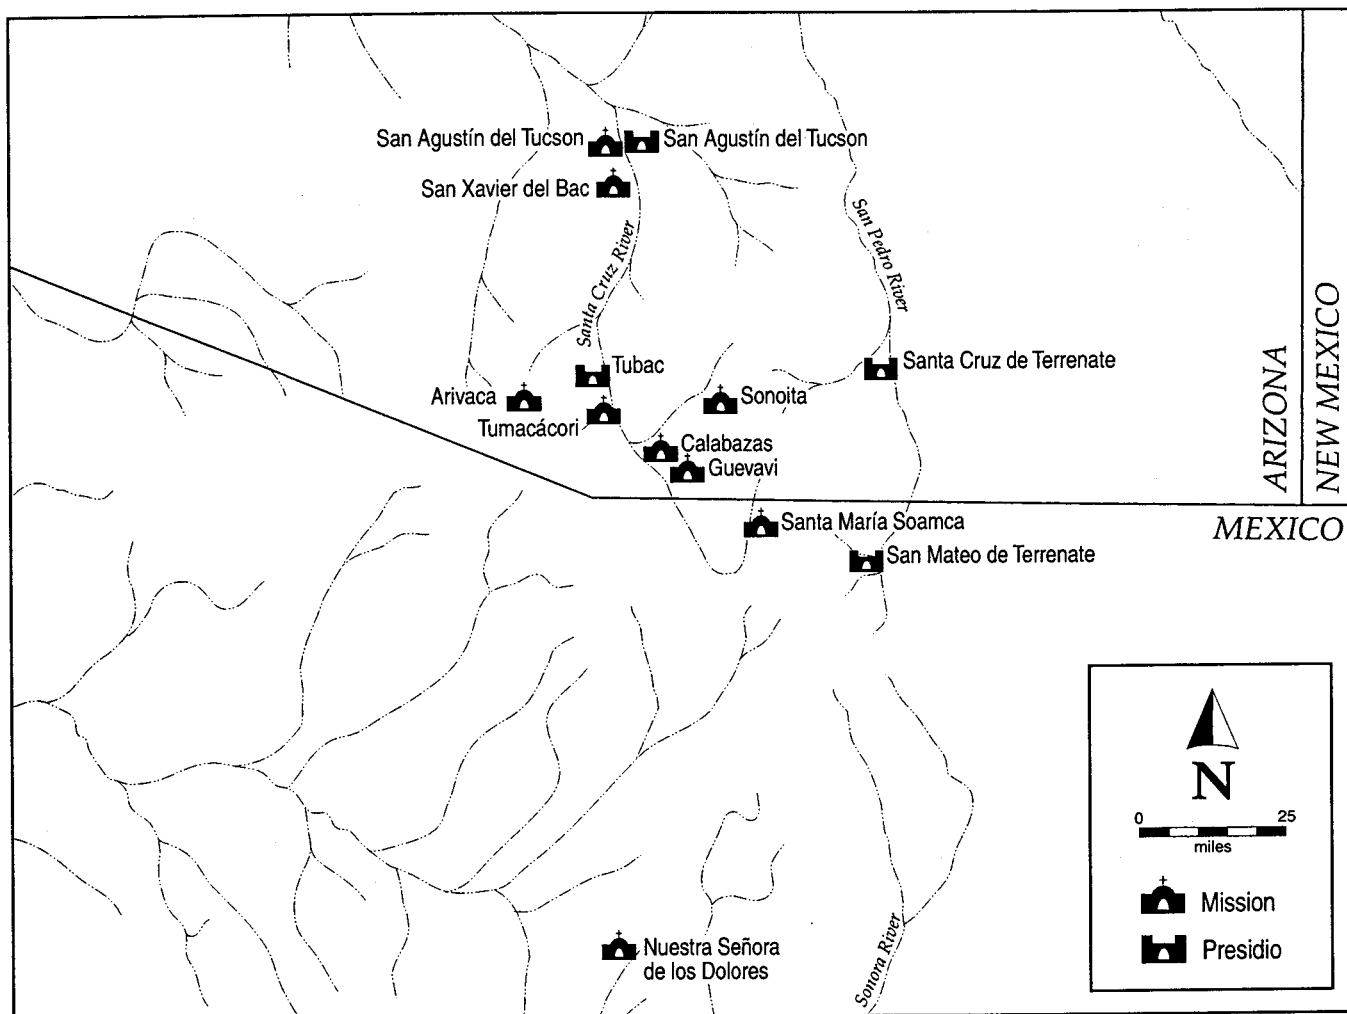 San Agustín del Tucson
San Agustín del Tucson
San Xavier del Bac
Santa Cruz River
San Pedro River
Tubac
Santa Cruz de Terrenate
Arivaca
Sonoita
Tumacácori
Calabazas
Guevavi
ARIZONA
NEW MEXICO
Santa María Soamca
MEXICO
San Mateo de Terrenate
N
0 25
miles
Mission
Presidio
Nuestra Señora
de los Dolores
Sonora River